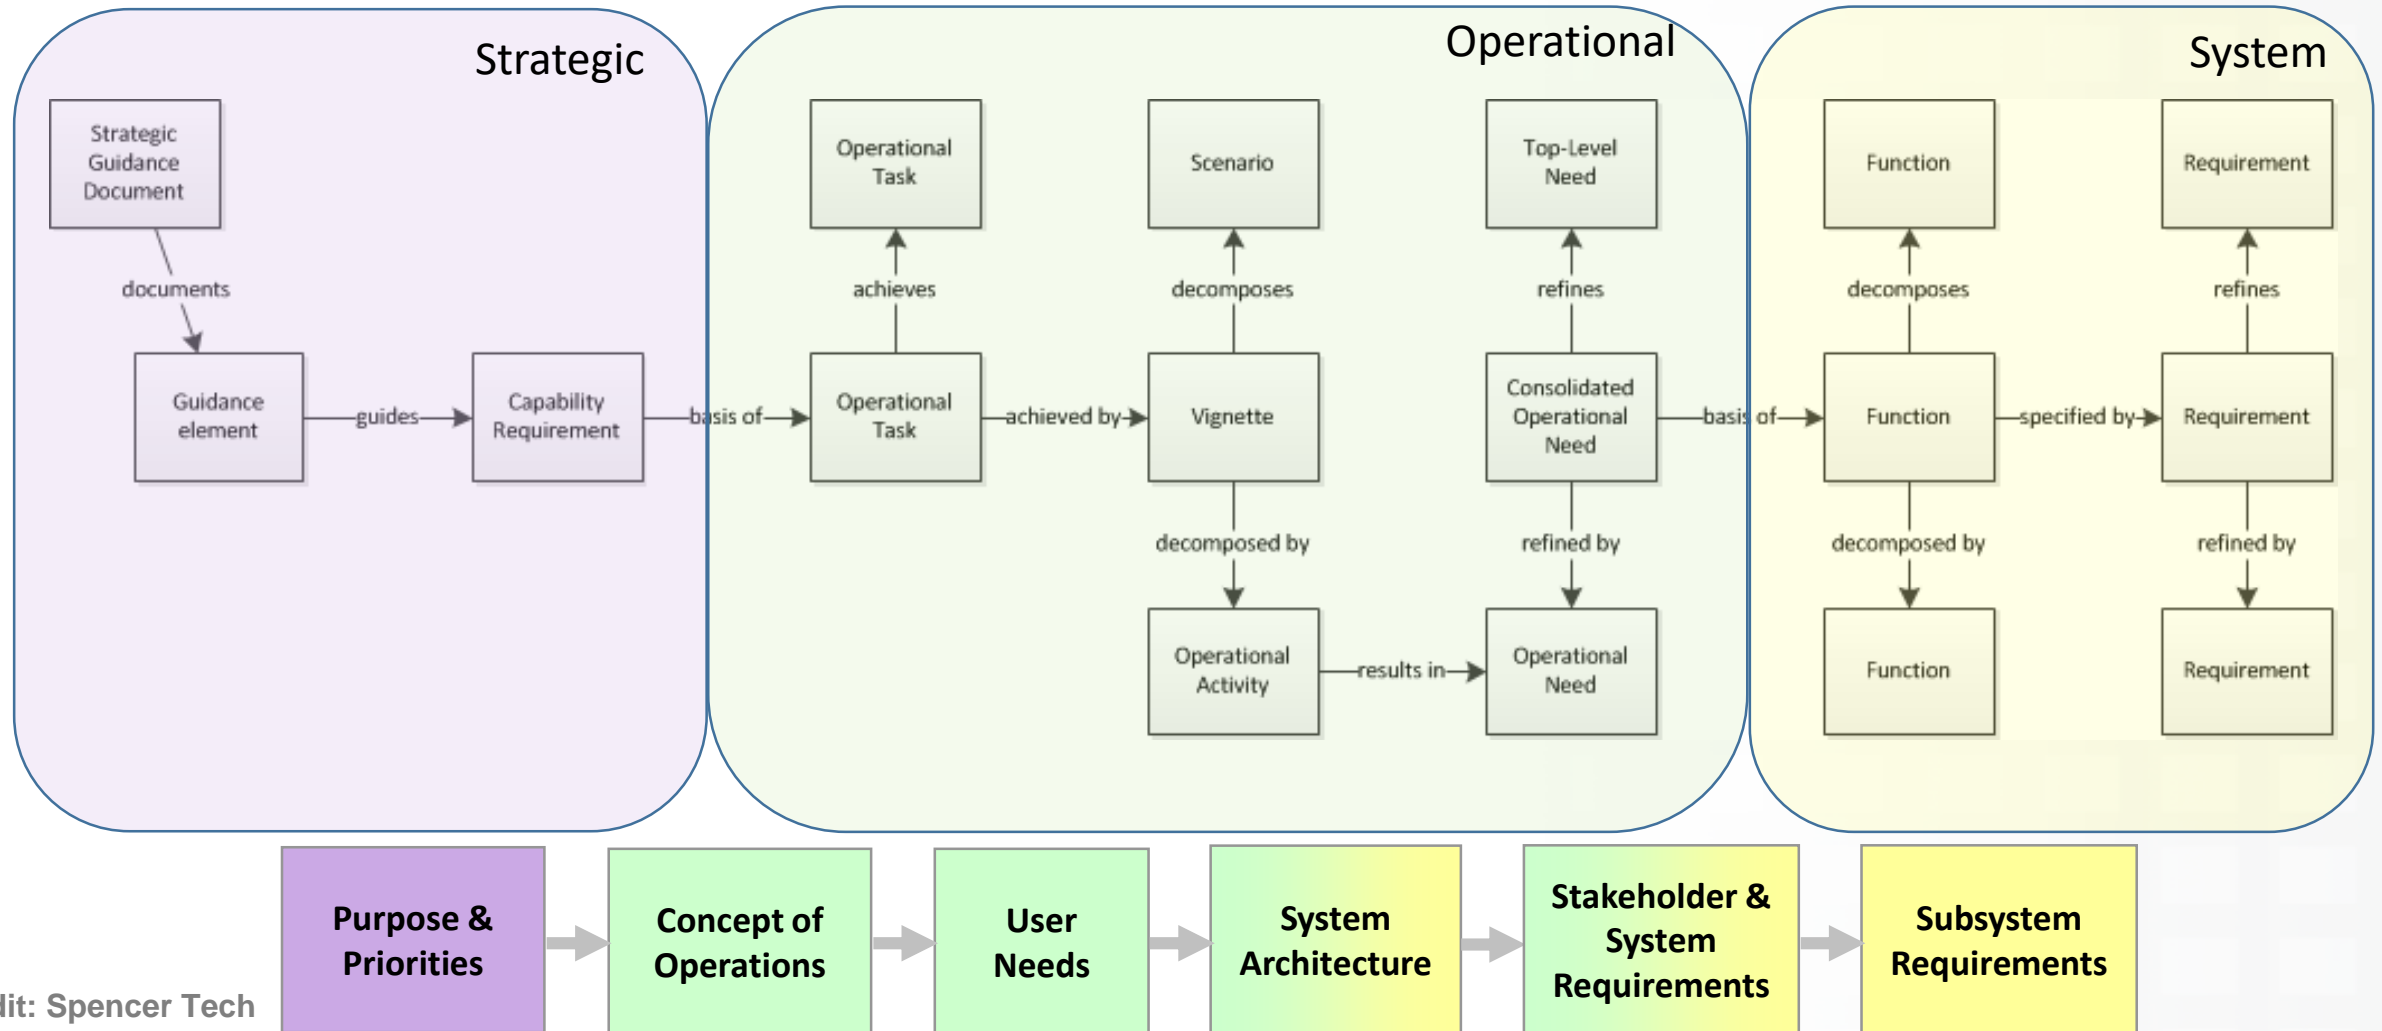 Strategic
Operational
System
Strategic
Guidance
Document
Operational
Task
Scenario
Top-Level
Need
Function
Requirement
documents
achieves
decomposes
refines
decomposes
refines
Guidance
element
guides
Capability
Requirement
basis of
Operational
Task
achieved by
Vignette
Consolidated
Operational
Need
basis of
Function
specified by
Requirement
decomposed by
refined by
decomposed by
refined by
Operational
Activity
results in
Operational
Need
Function
Requirement
Purpose &
Priorities
Concept of
Operations
User
Needs
System
Architecture
Stakeholder &
System
Requirements
Subsystem
Requirements
dit: Spencer Tech